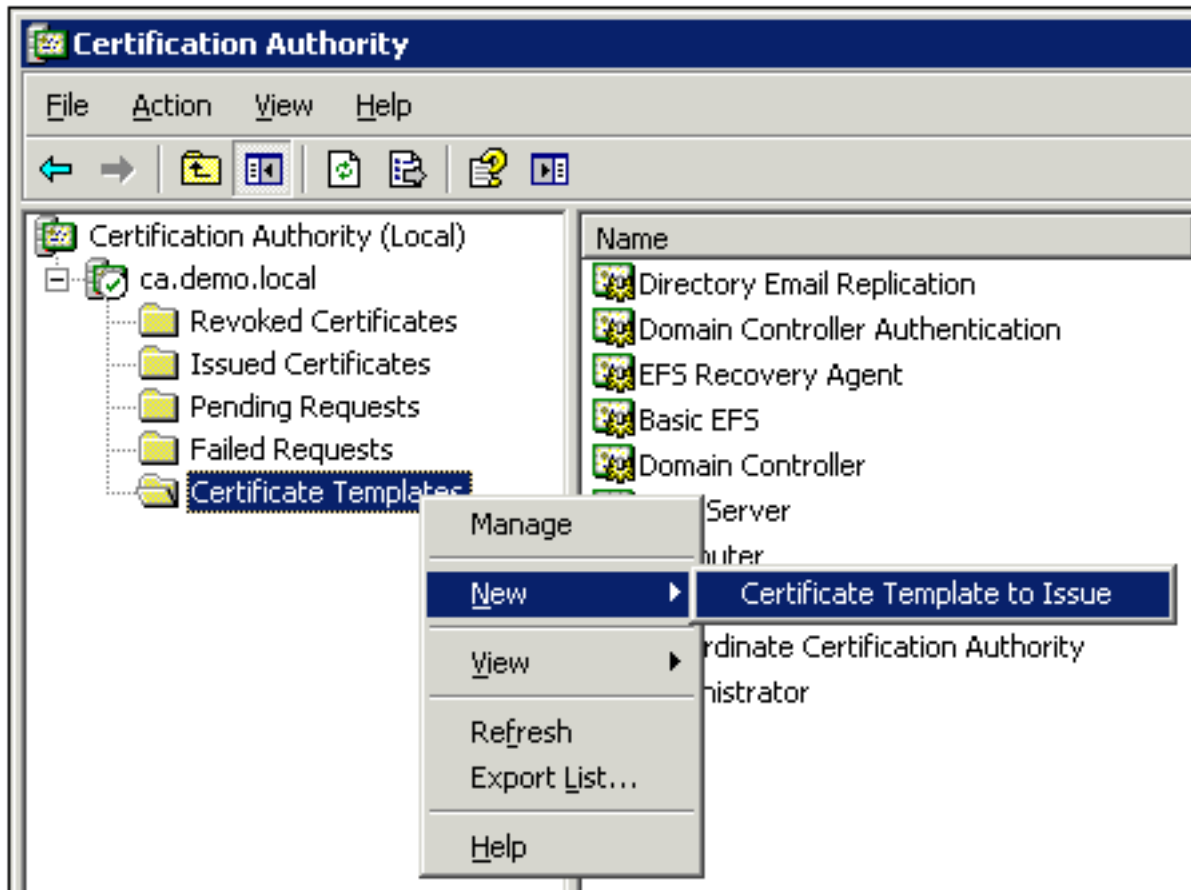 Certification Authority
File Action View Help
Certification Authority (Local)
ca.demo.local
Revoked Certificates
Issued Certificates
Pending Requests
Failed Requests
Certificate Templates
Name
Directory Email Replication
Domain Controller Authentication
EFS Recovery Agent
Basic EFS
Domain Controller
Server
Manage
New
Certificate Template to Issue
View
Refresh
Export List...
Help
Certification Authority